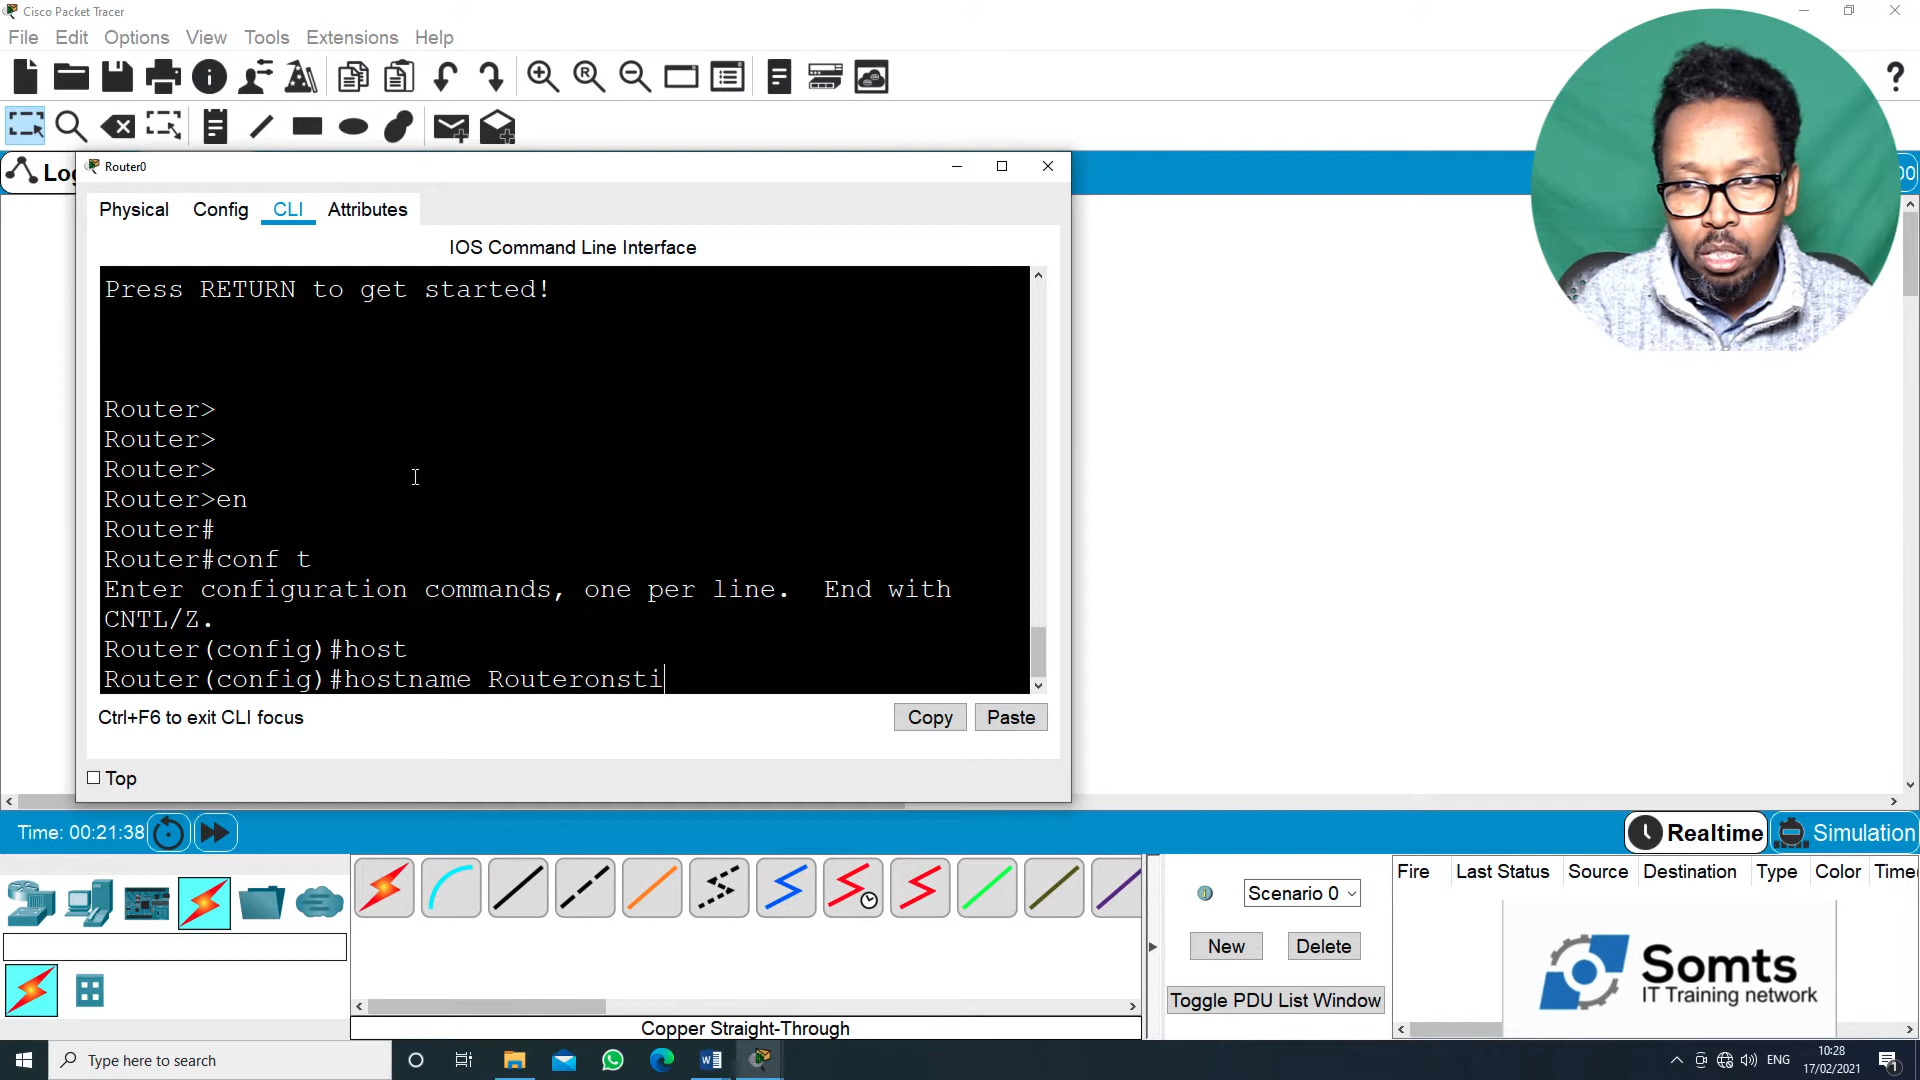 Cisco Packet Tracer
File Edit Options View Tools Extensions Help
?
Log
00
Router0
Physical Config CLI Attributes
IOS Command Line Interface
Press RETURN to get started!
Router>
Router>
Router>
Router>en
Router#
Router#conf t
Enter configuration commands, one per line. End with
CNTL/Z.
Router(config)#host
Router(config)#hostname Routeronsti
Ctrl+F6 to exit CLI focus
Copy Paste
Top
Time: 00:21:38
Realtime Simulation
Fire Last Status Source Destination Type Color Time
Scenario 0
New Delete
Toggle PDU List Window
Somts
IT Training network
Copper Straight-Through
Type here to search
ENG
10:28
17/02/2021
1